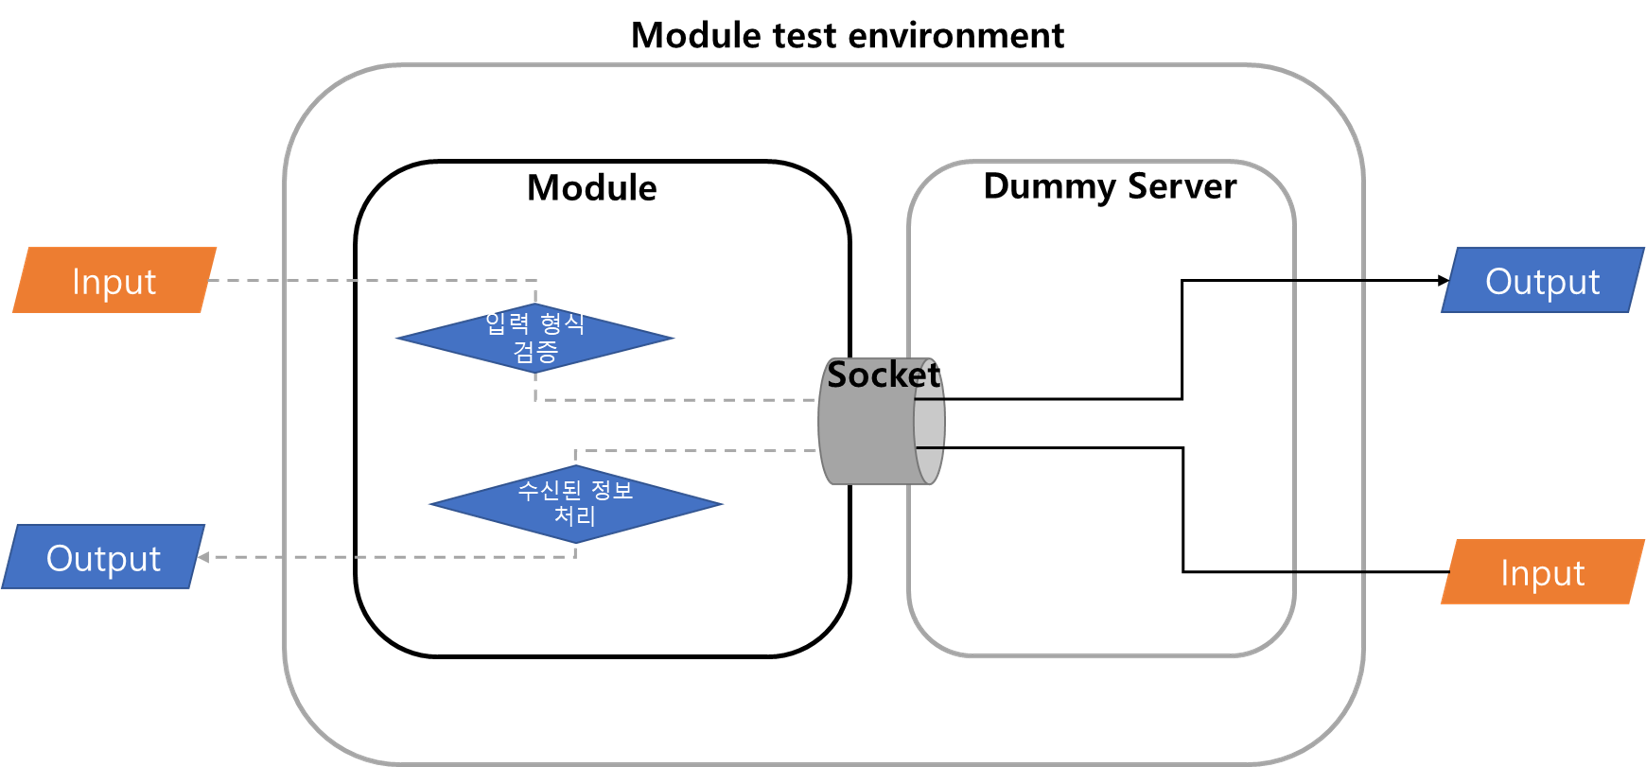 Module test environment
Module
Dummy Server
Input
Output
입력 형식
검증
Socket
수신된 정보
처리
Output
Input